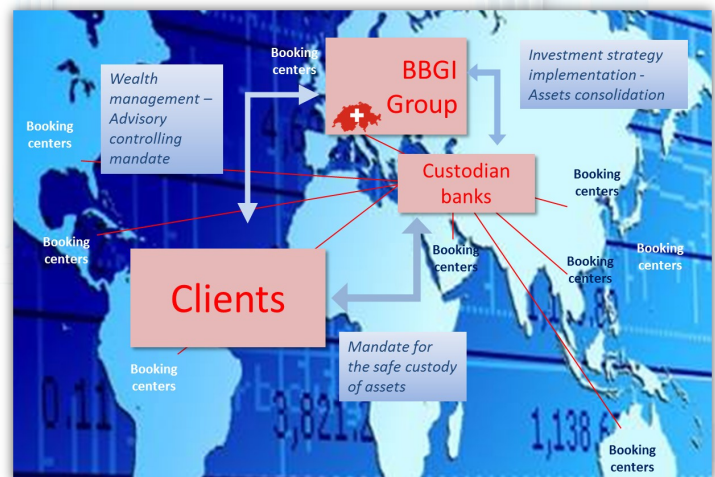 Booking
centers
BBGI
Group
Investment strategy
implementation -
Assets consolidation
Wealth
management –
Advisory
controlling
mandate
Booking
centers
Custodian
banks
Booking
centers
Booking
centers
Booking
centers
Booking
centers
Booking
centers
Clients
Mandate for
the safe custody
of assets
Booking
centers
0.11
3,821.
1,138.6
Booking
centers